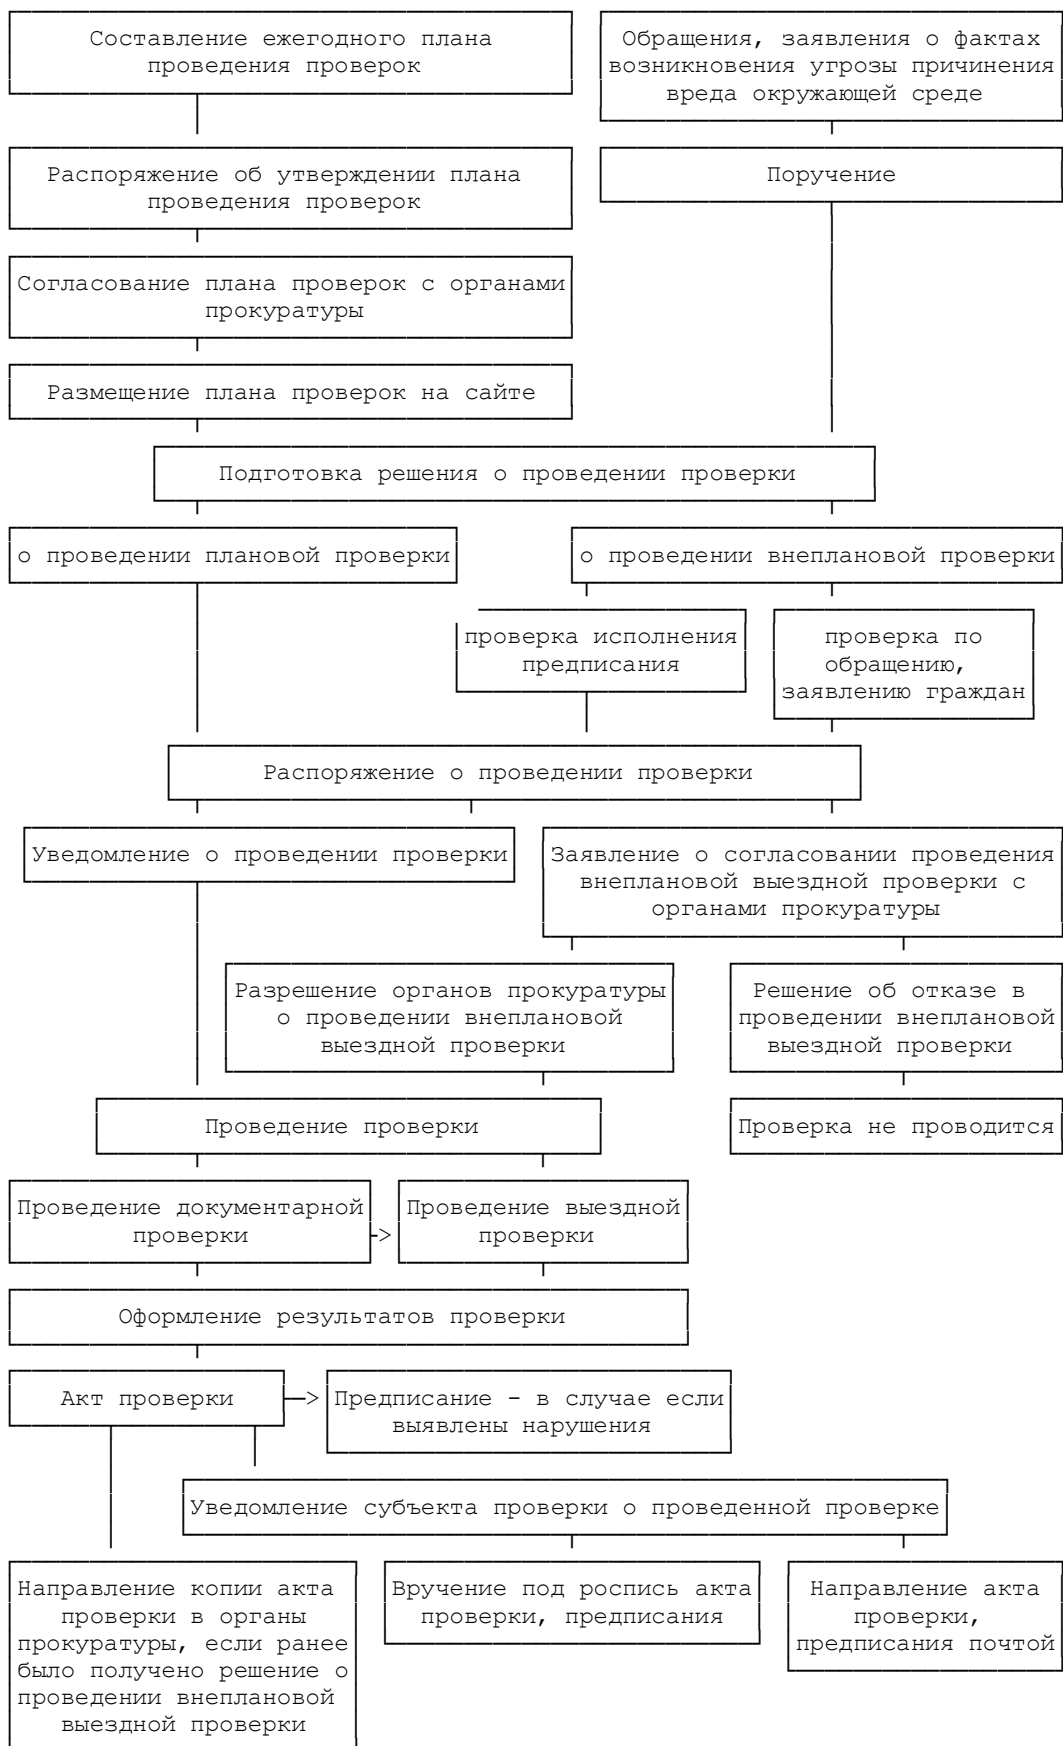 Составление ежегодного плана
проведения проверок
Обращения, заявления о фактах
возникновения угрозы причинения
вреда окружающей среде
Распоряжение об утверждении плана
проведения проверок
Поручение
Согласование плана проверок с органами
прокуратуры
Размещение плана проверок на сайте
Подготовка решения о проведении проверки
о проведении плановой проверки
о проведении внеплановой проверки
проверка исполнения
предписания
проверка по
обращению,
заявлению граждан
Распоряжение о проведении проверки
Уведомление о проведении проверки
Заявление о согласовании проведения
внеплановой выездной проверки с
органами прокуратуры
Разрешение органов прокуратуры
о проведении внеплановой
выездной проверки
Решение об отказе в
проведении внеплановой
выездной проверки
Проведение проверки
Проверка не проводится
Проведение документарной
проверки
Проведение выездной
проверки
Оформление результатов проверки
Акт проверки
Предписание - в случае если
выявлены нарушения
Уведомление субъекта проверки о проведенной проверке
Направление копии акта
проверки в органы
прокуратуры, если ранее
было получено решение о
проведении внеплановой
выездной проверки
Вручение под роспись акта
проверки, предписания
Направление акта
проверки,
предписания почтой